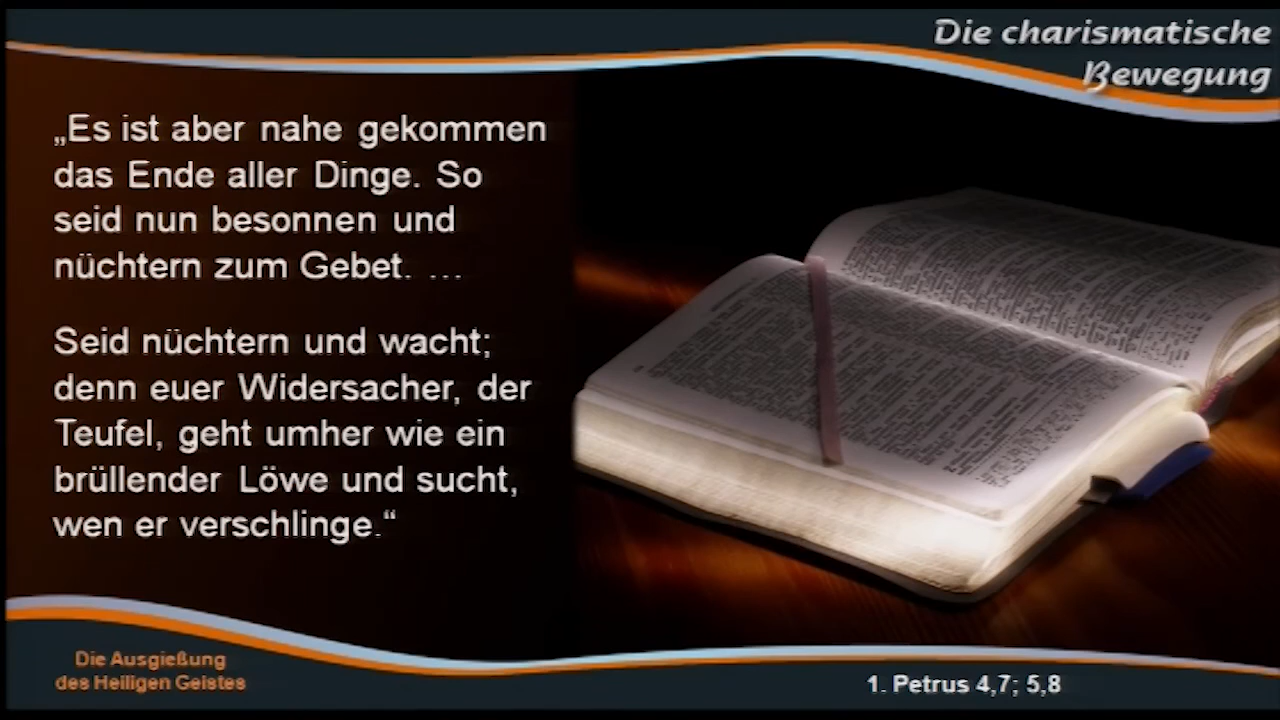 Die charismatische
Bewegung
„Es ist aber nahe gekommen
das Ende aller Dinge. So
seid nun besonnen und
nüchtern zum Gebet. …
Seid nüchtern und wacht;
denn euer Widersacher, der
Teufel, geht umher wie ein
brüllender Löwe und sucht,
wen er verschlinge.“
Die Ausgießung
des Heiligen Geistes
1. Petrus 4,7; 5,8